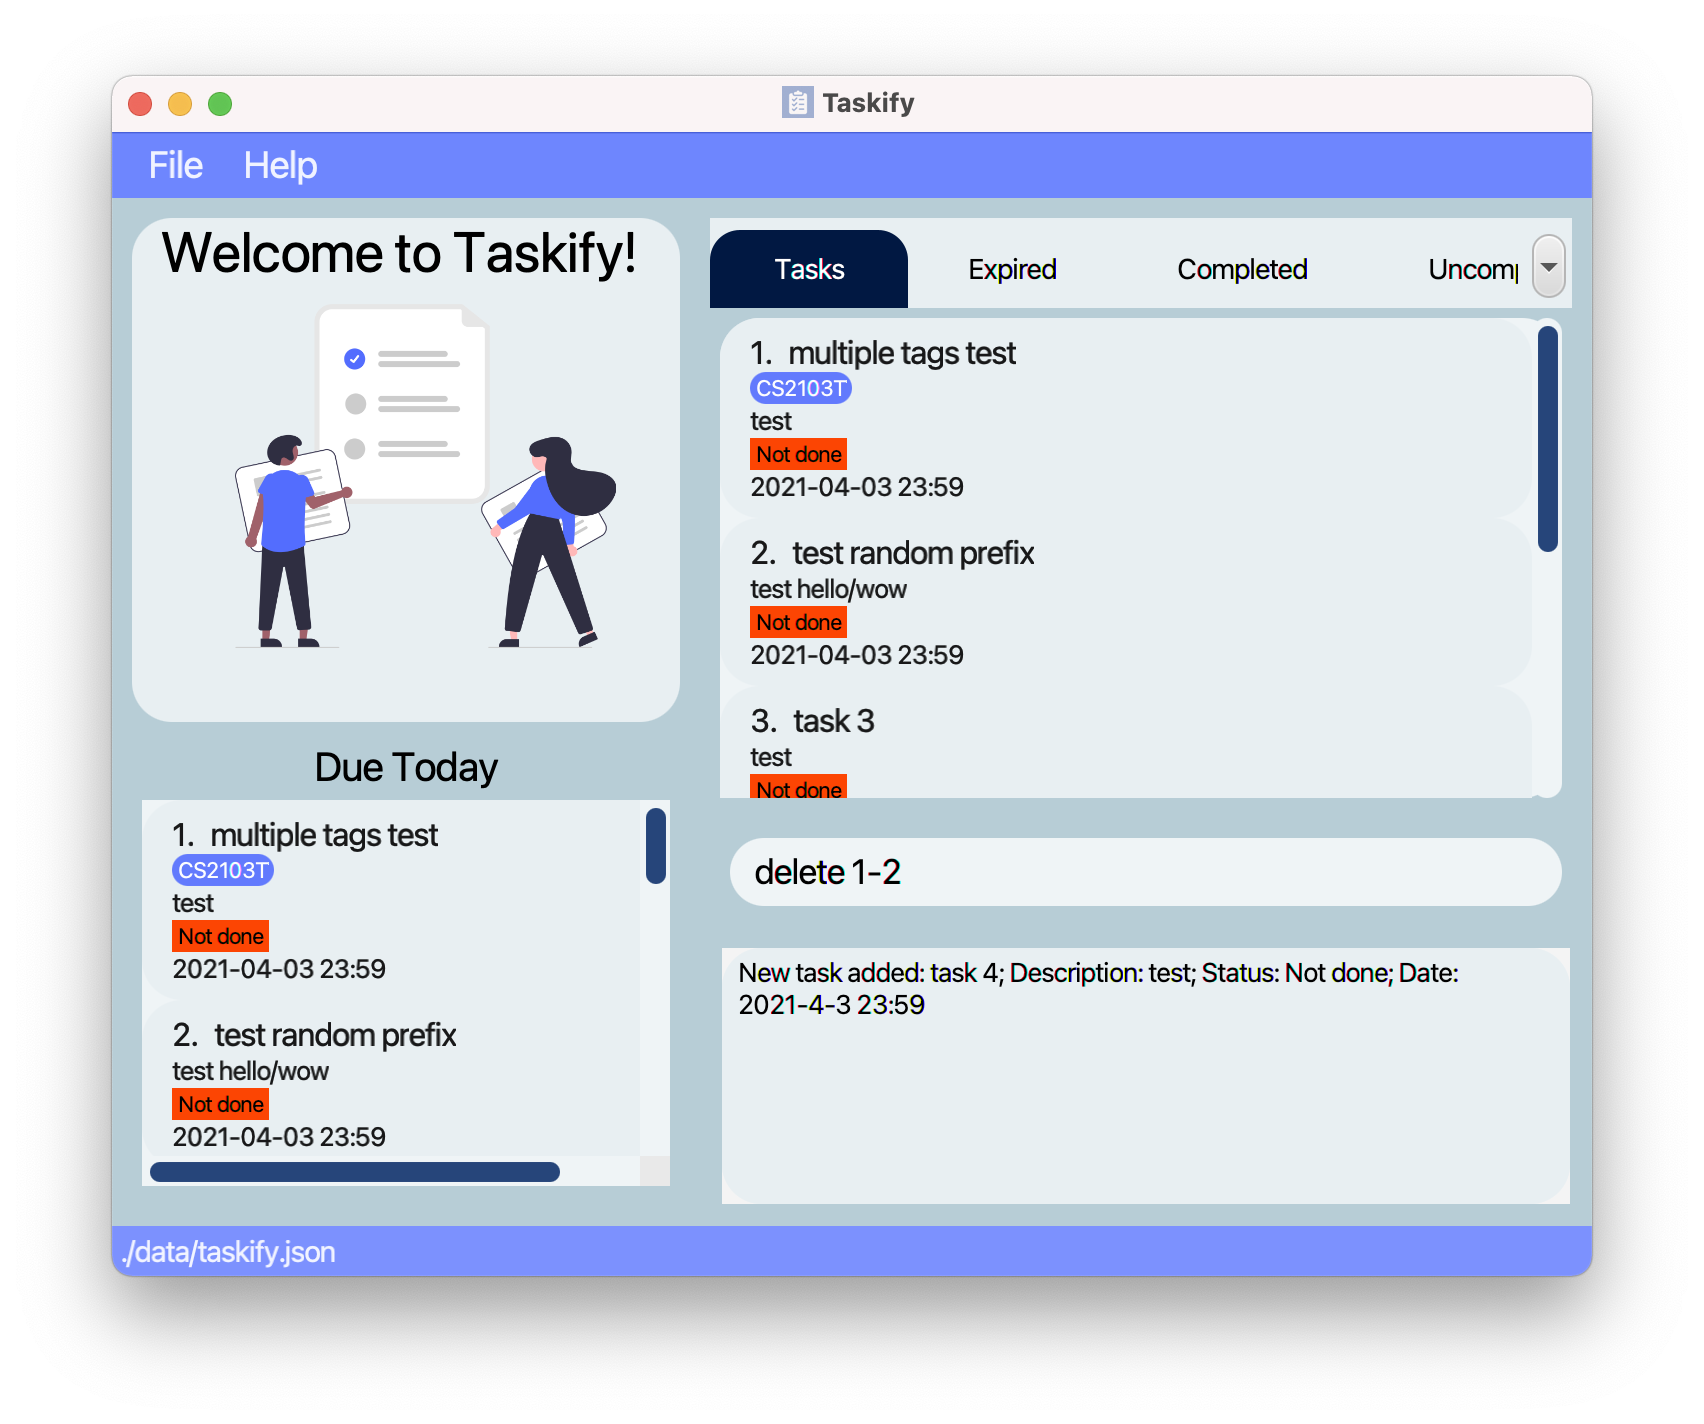 Taskify
File Help
Welcome to Taskify!
Due Today
1. multiple tags test
CS2103T
test
Not done
2021-04-03 23:59
2. test random prefix
test hello/wow
Not done
2021-04-03 23:59
Tasks Expired Completed Uncomp
1. multiple tags test
CS2103T
test
Not done
2021-04-03 23:59
2. test random prefix
test hello/wow
Not done
2021-04-03 23:59
3. task 3
test
Not done
delete 1-2
New task added: task 4; Description: test; Status: Not done; Date:
2021-4-3 23:59
./data/taskify.json